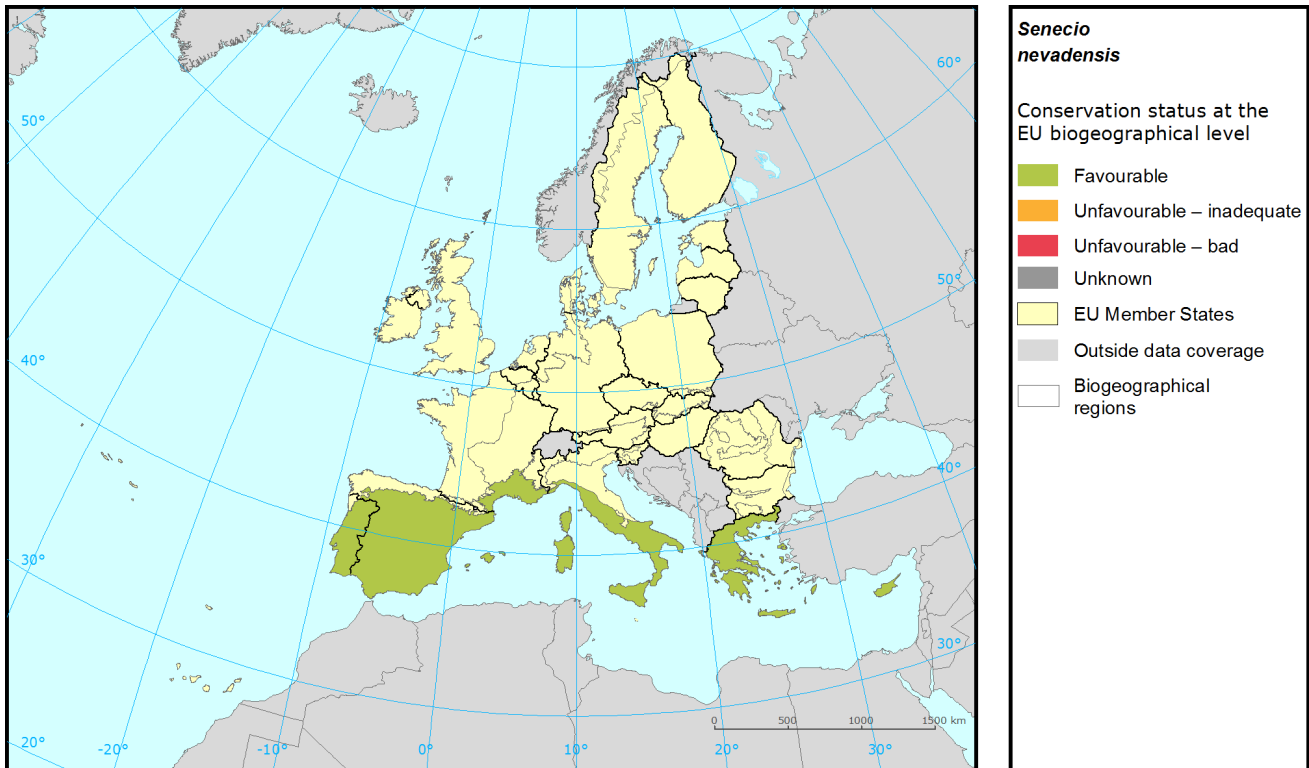 Senecio
nevadensis
Conservation status at the
EU biogeographical level
Favourable
Unfavourable – inadequate
Unfavourable – bad
Unknown
EU Member States
Outside data coverage
Biogeographical
regions
60°
50°
50°
40°
40°
30°
30°
0 500 1000 1500 km
20° -20° -10° 0° 10° 20° 30°